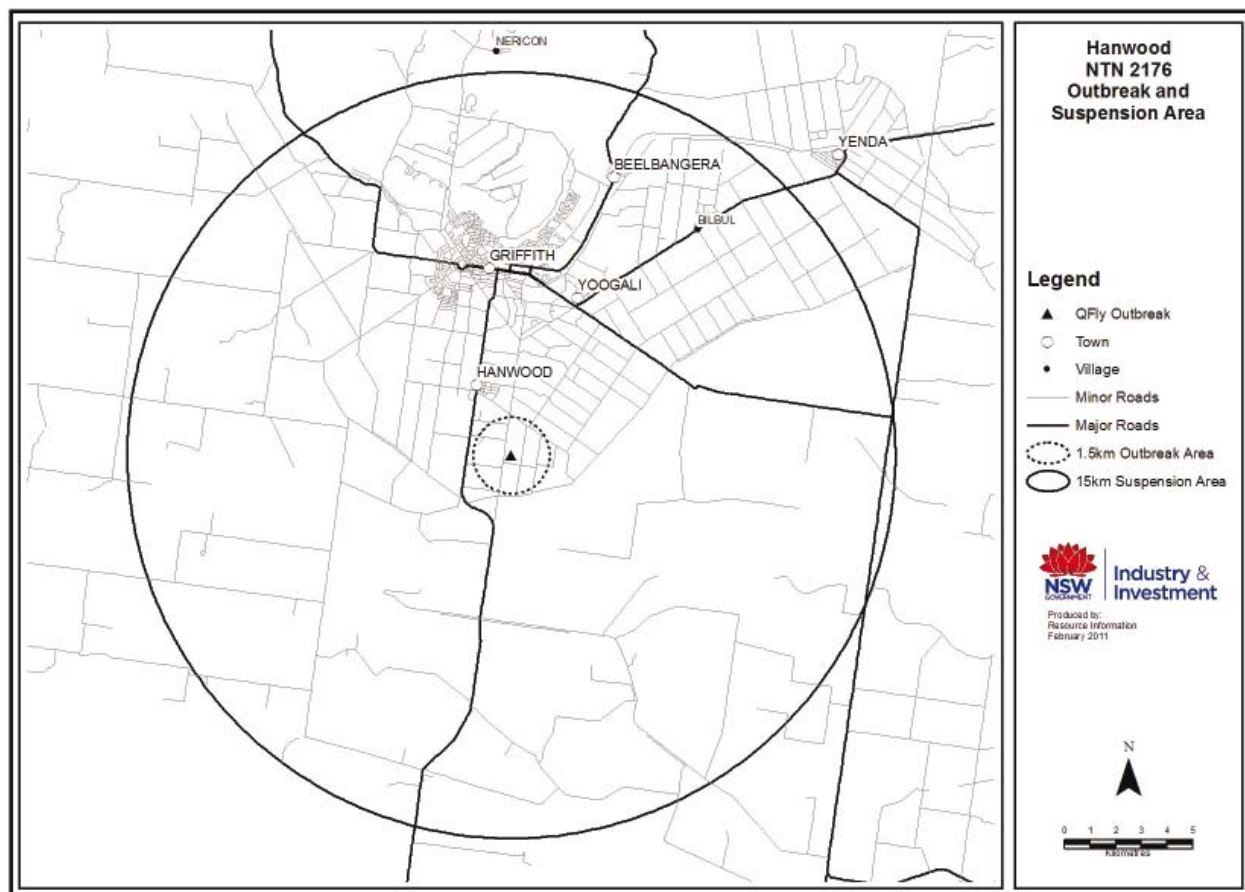 NERICON
YENDA
BEELBANGERA
BILBUL
GRIFFITH
YOOGALI
HANWOOD
Hanwood
NTN 2176
Outbreak and
Suspension Area
Legend
QFly Outbreak
Town
Village
Minor Roads
Major Roads
1.5km Outbreak Area
15km Suspension Area
NSW
GOVERNMENT
Industry &
Investment
Produced by:
Resource Information
February 2011
N
0 1 2 3 4 5
Kilometres